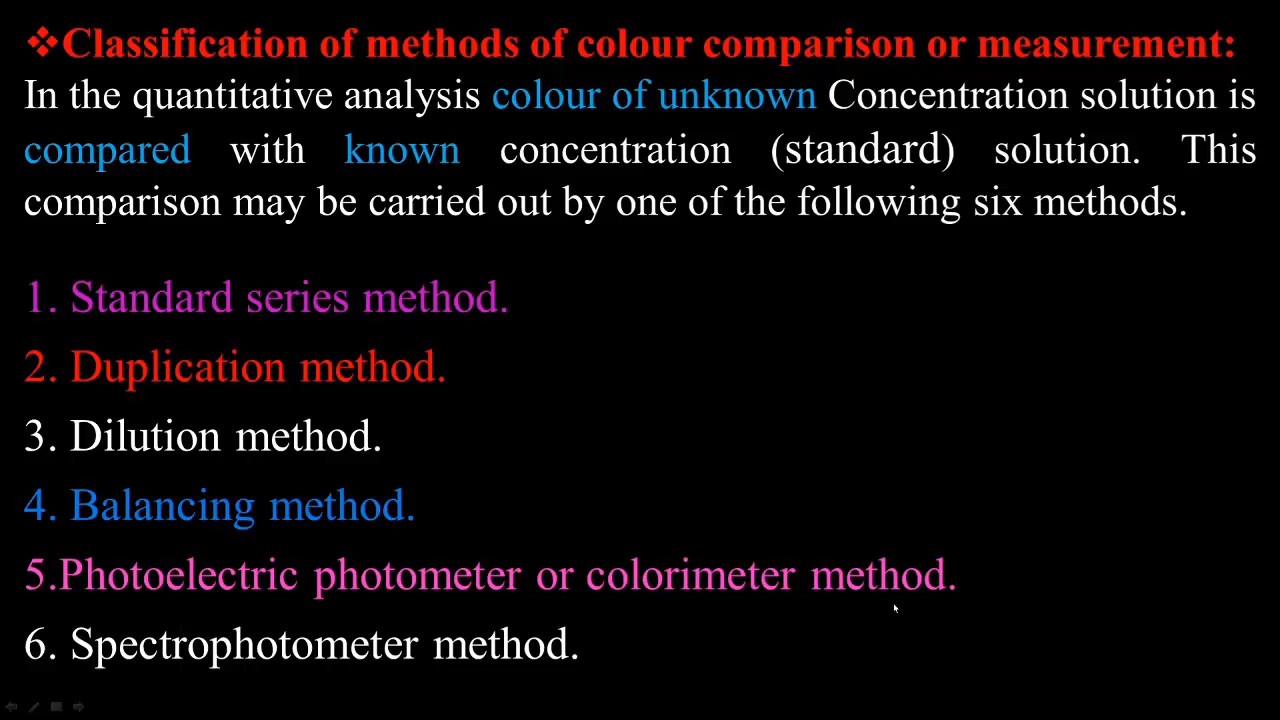 ❖Classification of methods of colour comparison or measurement:
In the quantitative analysis colour of unknown Concentration solution is
compared with known concentration (standard) solution. This
comparison may be carried out by one of the following six methods.
1. Standard series method.
2. Duplication method.
3. Dilution method.
4. Balancing method.
5.Photoelectric photometer or colorimeter method.
6. Spectrophotometer method.